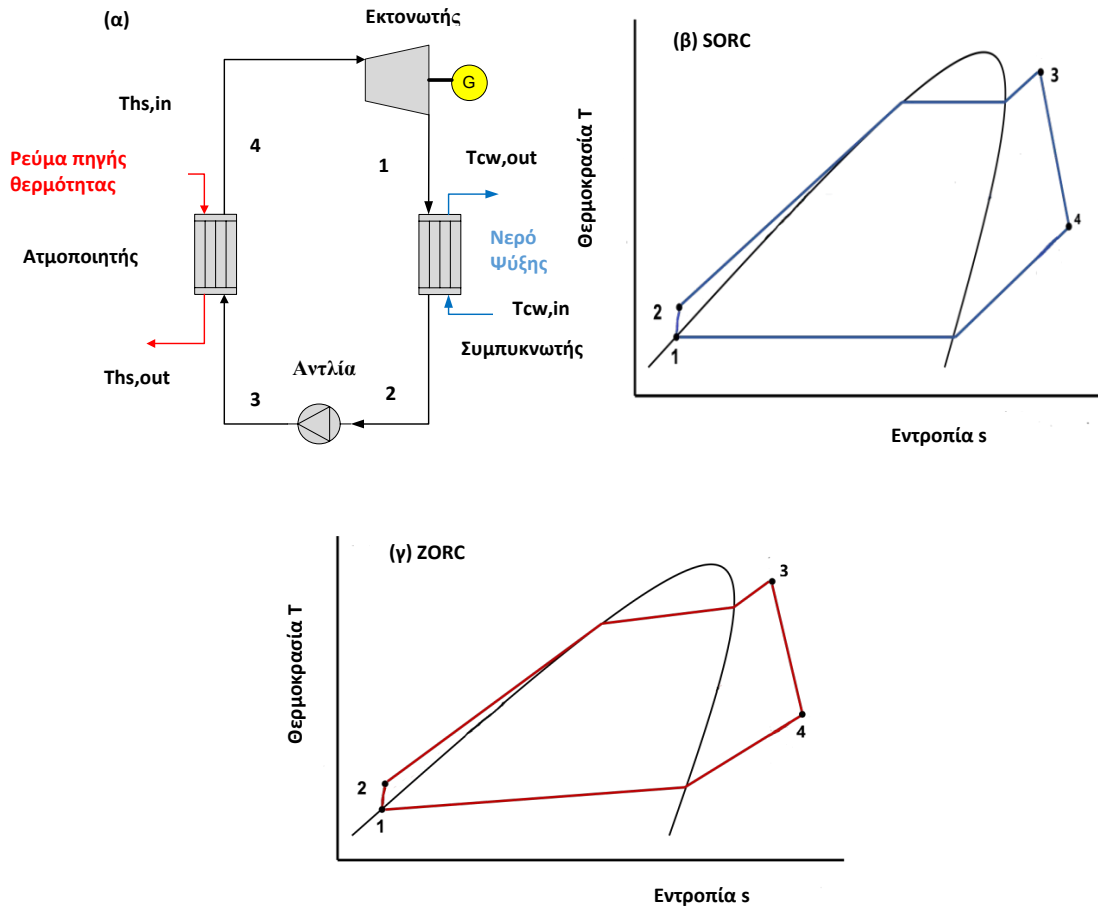 (α)
Εκτονωτής
G
Ths,in
4
1
Tcw,out
Ρεύμα πηγής
θερμότητας
Νερό
Ψύξης
Ατμοποιητής
Tcw,in
Συμπυκνωτής
Ths,out
Αντλία
3
2
(β) SORC
Θερμοκρασία T
3
4
2
1
Εντροπία s
(γ) ZORC
Θερμοκρασία T
3
4
2
1
Εντροπία s